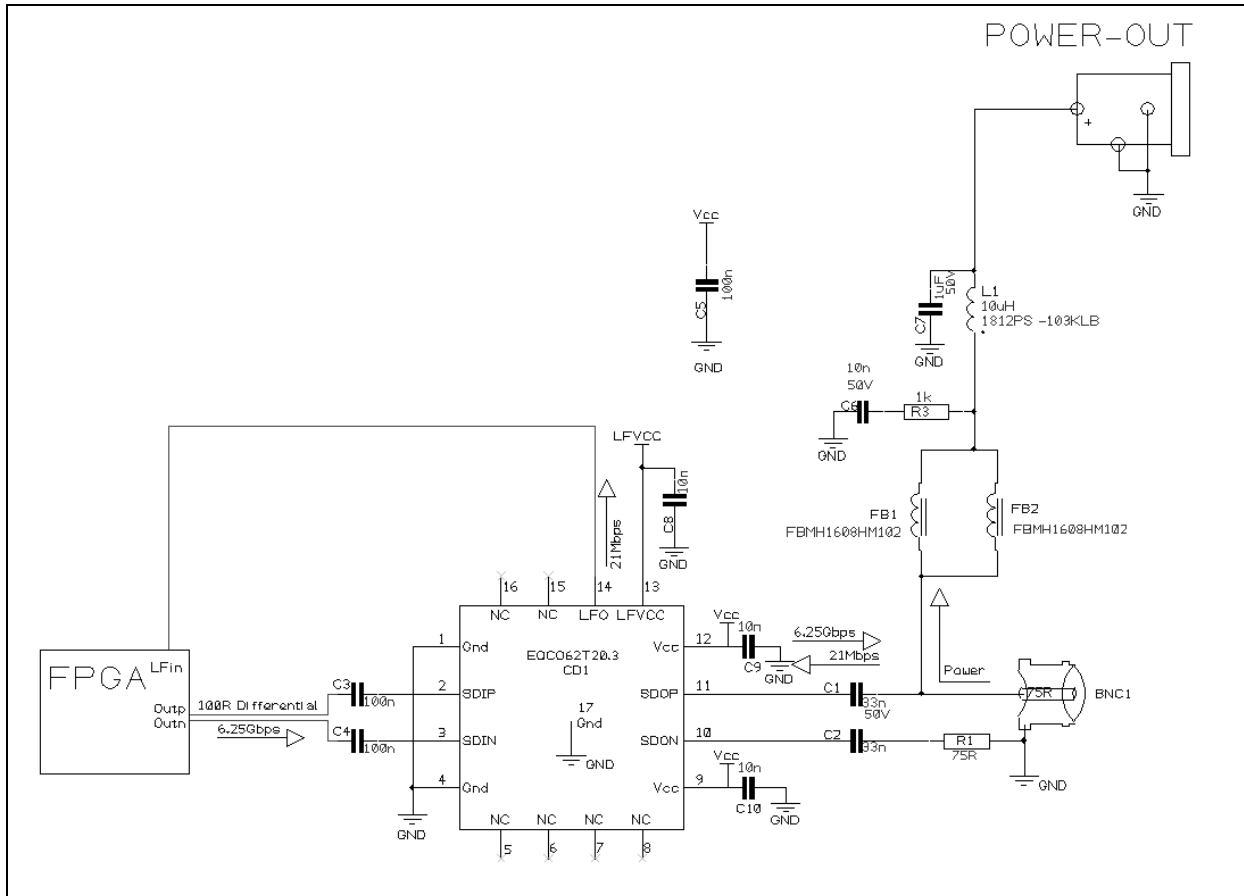 POWER-OUT
+
GND
Vcc
C5
100n
GND
C7
1uF
50V
GND
L1
10uH
1812PS -103KLB
10n
50V
C6
1k
R3
GND
LFVCC
10n
C8
GND
21Mbps
FB1
FBMH1608HM102
FB2
FBMH1608HM102
16
15
14
13
NC
NC
LFO
LFVCC
EQCO62T20.3
CD1
1
Gnd
2
SDIP
3
SDIN
4
Gnd
17
Gnd
GND
12
Vcc
11
SDOP
10
SDON
9
Vcc
NC
NC
NC
NC
5
6
7
8
GND
FPGA
LFin
Outp
Outn
100R Differential
6.25Gbps
C3
100n
C4
100n
Vcc
10n
C9
GND
6.25Gbps
21Mbps
Power
C1
33n
50V
C2
33n
R1
75R
75R
BNC1
GND
Vcc
10n
C10
GND